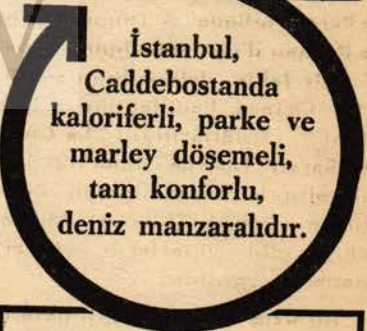 İstanbul,
Caddebostanda
kaloriferli, parke ve
marley döşemeli,
tam konforlu,
deniz manzaralıdır.